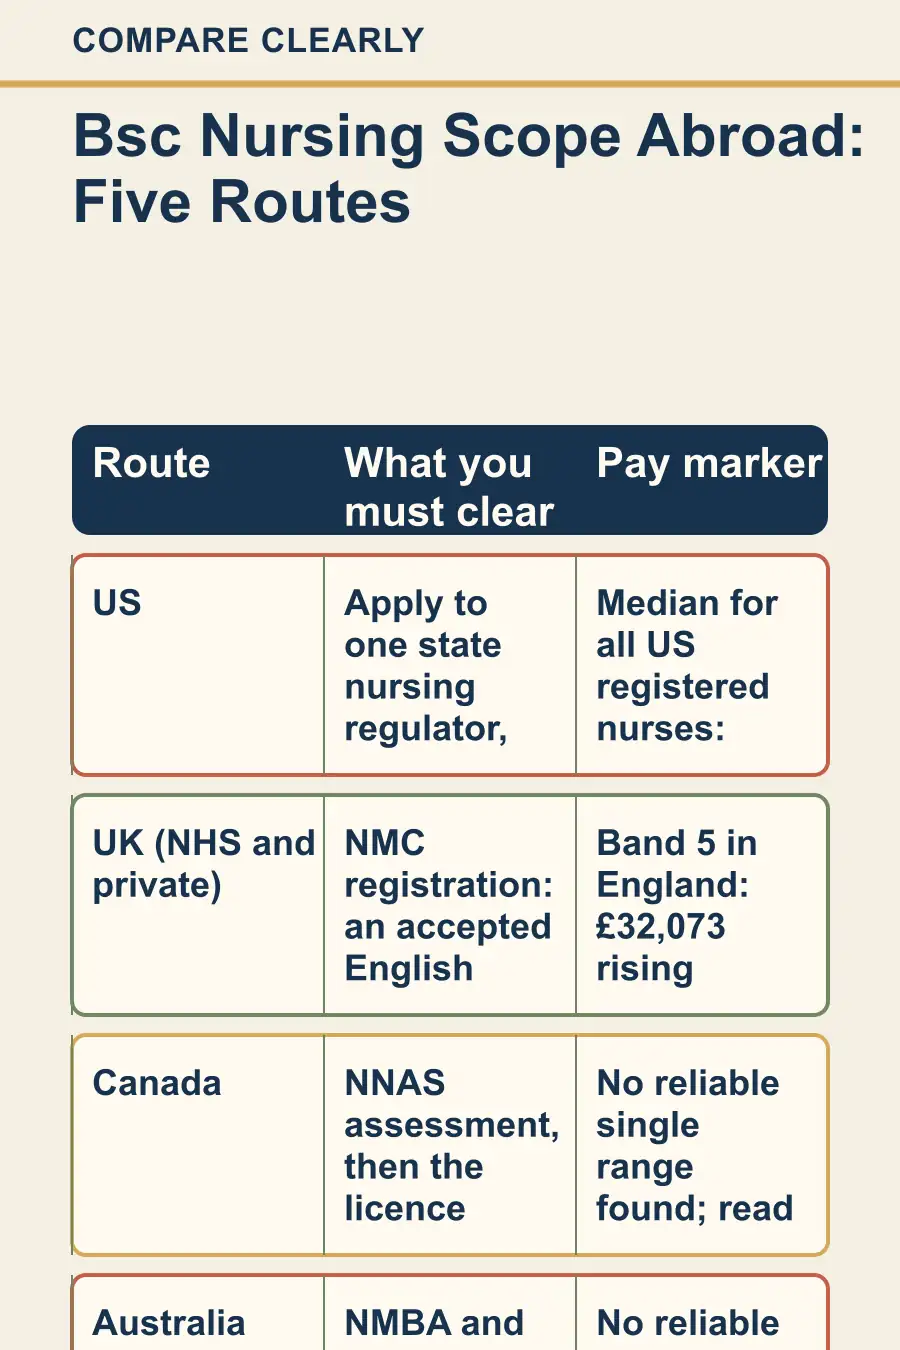 COMPARE CLEARLY
Bsc Nursing Scope Abroad:
Five Routes
Route
What you
must clear
Pay marker
US
Apply to
one state
nursing
regulator,
Median for
all US
registered
nurses:
UK (NHS and
private)
NMC
registration:
an accepted
English
Band 5 in
England:
£32,073
rising
Canada
NNAS
assessment,
then the
licence
No reliable
single
range
found; read
Australia
NMBA and
No reliable